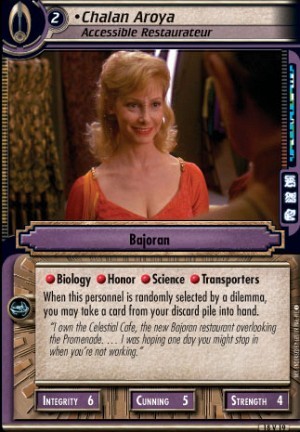 2 •Chalan Aroya
Accessible Restaurateur
Bajoran
Biology Honor Science Transporters
When this personnel is randomly selected by a dilemma,
you may take a card from your discard pile into hand.
"I own the Celestial Cafe, the new Bajoran restaurant overlooking
the Promenade. . . . I was hoping one day you might stop in
when you're not working."
INTEGRITY 6 CUNNING 5 STRENGTH 4
18 V 10